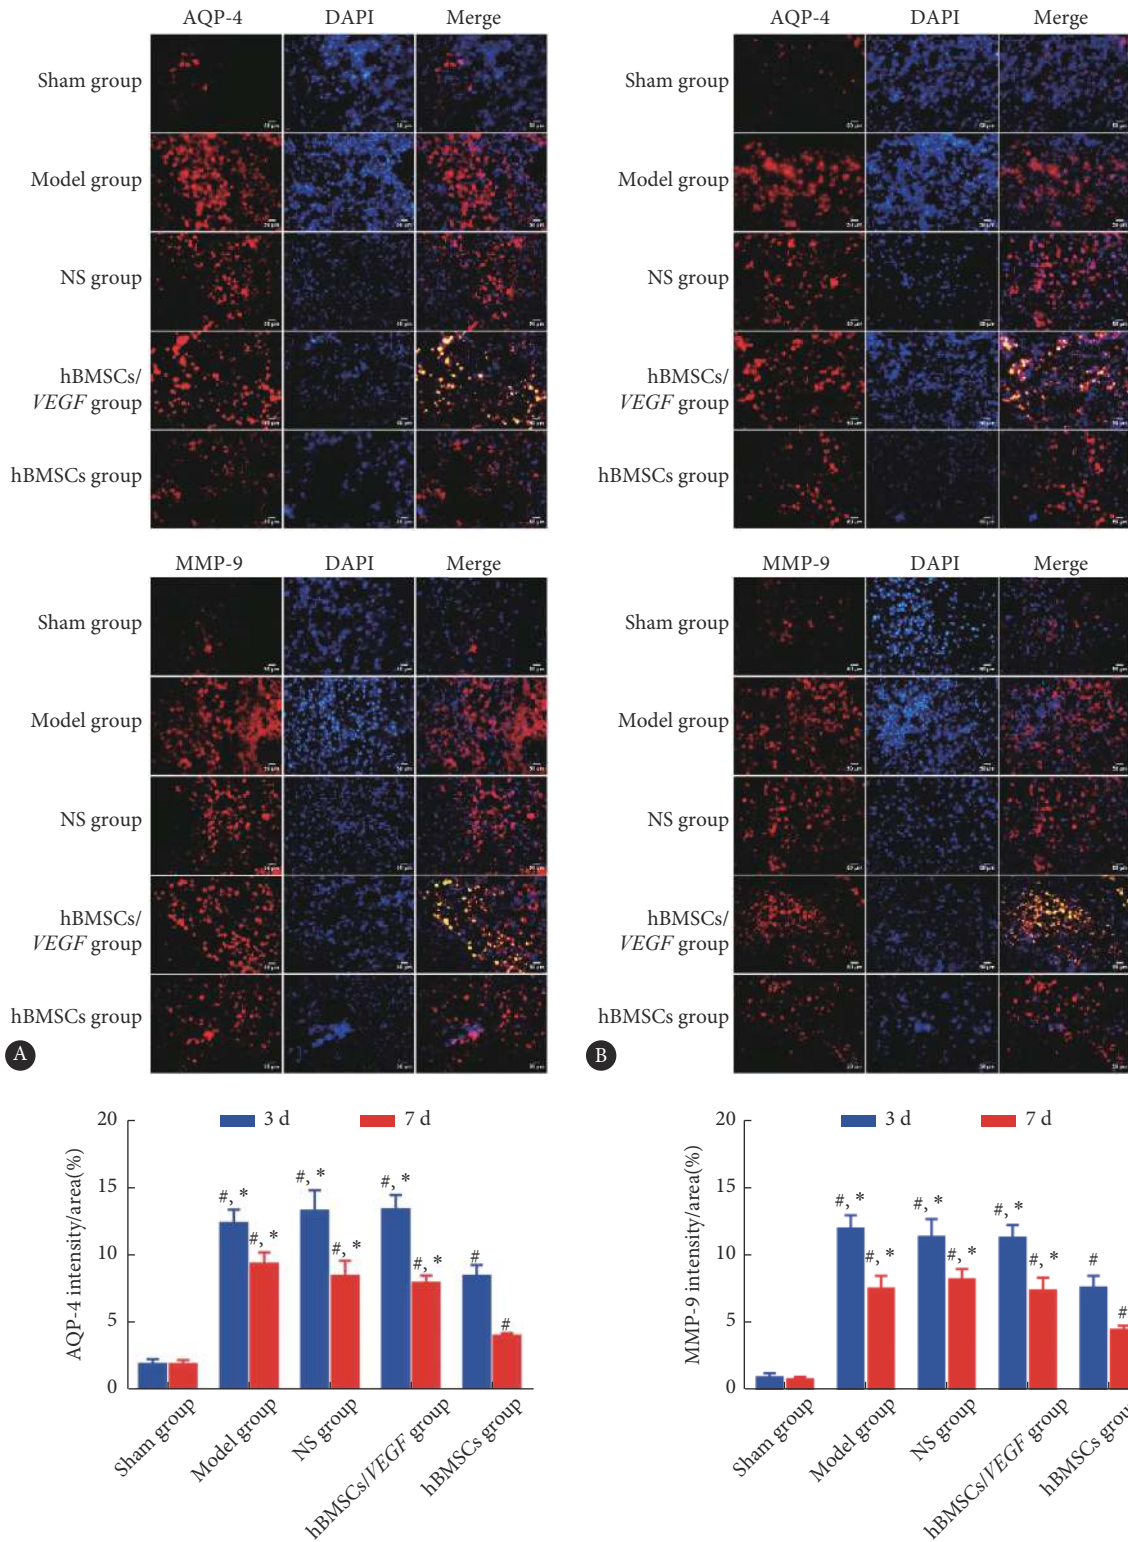 AQP-4 DAPI Merge
Sham group
Model group
NS group
hBMSCs/
VEGF group
hBMSCs group
MMP-9 DAPI Merge
Sham group
Model group
NS group
hBMSCs/
VEGF group
hBMSCs group
A
AQP-4 DAPI Merge
Sham group
Model group
NS group
hBMSCs/
VEGF group
hBMSCs group
MMP-9 DAPI Merge
Sham group
Model group
NS group
hBMSCs/
VEGF group
hBMSCs group
B
3 d 7 d
AQP-4 intensity/area(%)
20
15
10
5
0
#, * #, * #, * #
#, * #, * #, * #
Sham group
Model group
NS group
hBMSCs/VEGF group
hBMSCs group
3 d 7 d
MMP-9 intensity/area(%)
20
15
10
5
0
#, * #, * #, * #
#, * #, * #, * #
Sham group
Model group
NS group
hBMSCs/VEGF group
hBMSCs group